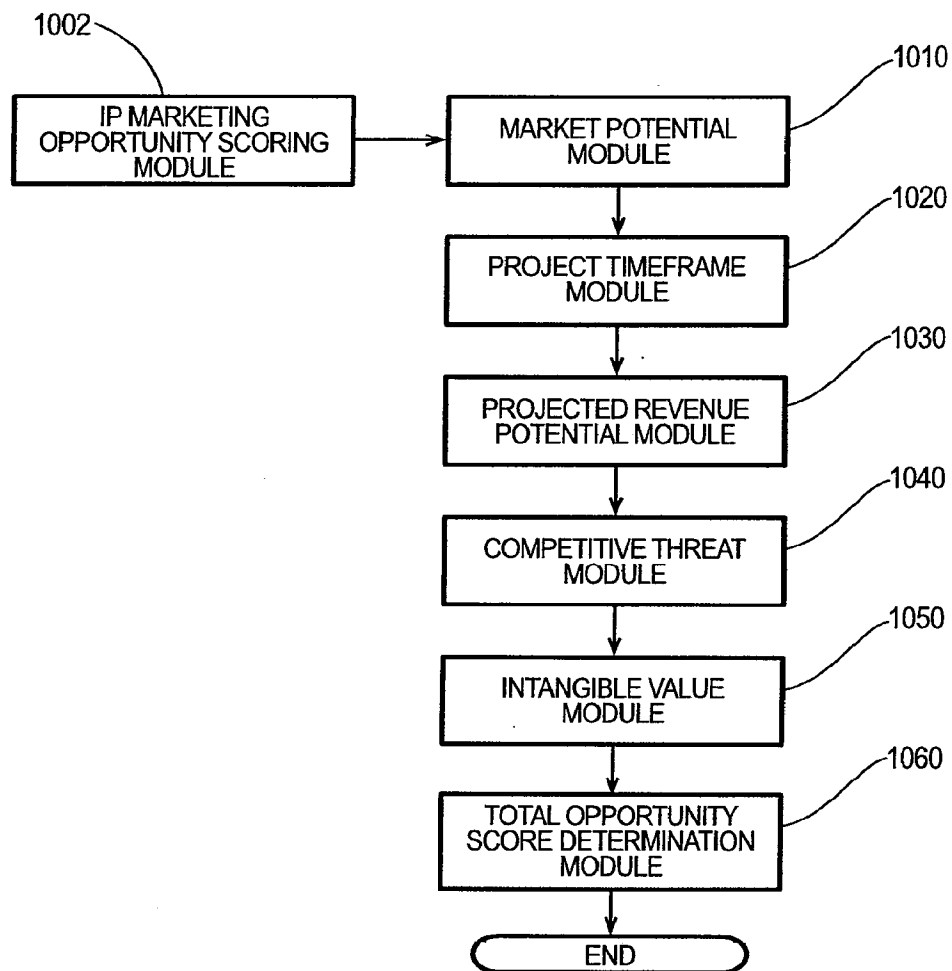 1002
IP MARKETING
OPPORTUNITY SCORING
MODULE
1010
MARKET POTENTIAL
MODULE
1020
PROJECT TIMEFRAME
MODULE
1030
PROJECTED REVENUE
POTENTIAL MODULE
1040
COMPETITIVE THREAT
MODULE
1050
INTANGIBLE VALUE
MODULE
1060
TOTAL OPPORTUNITY
SCORE DETERMINATION
MODULE
END